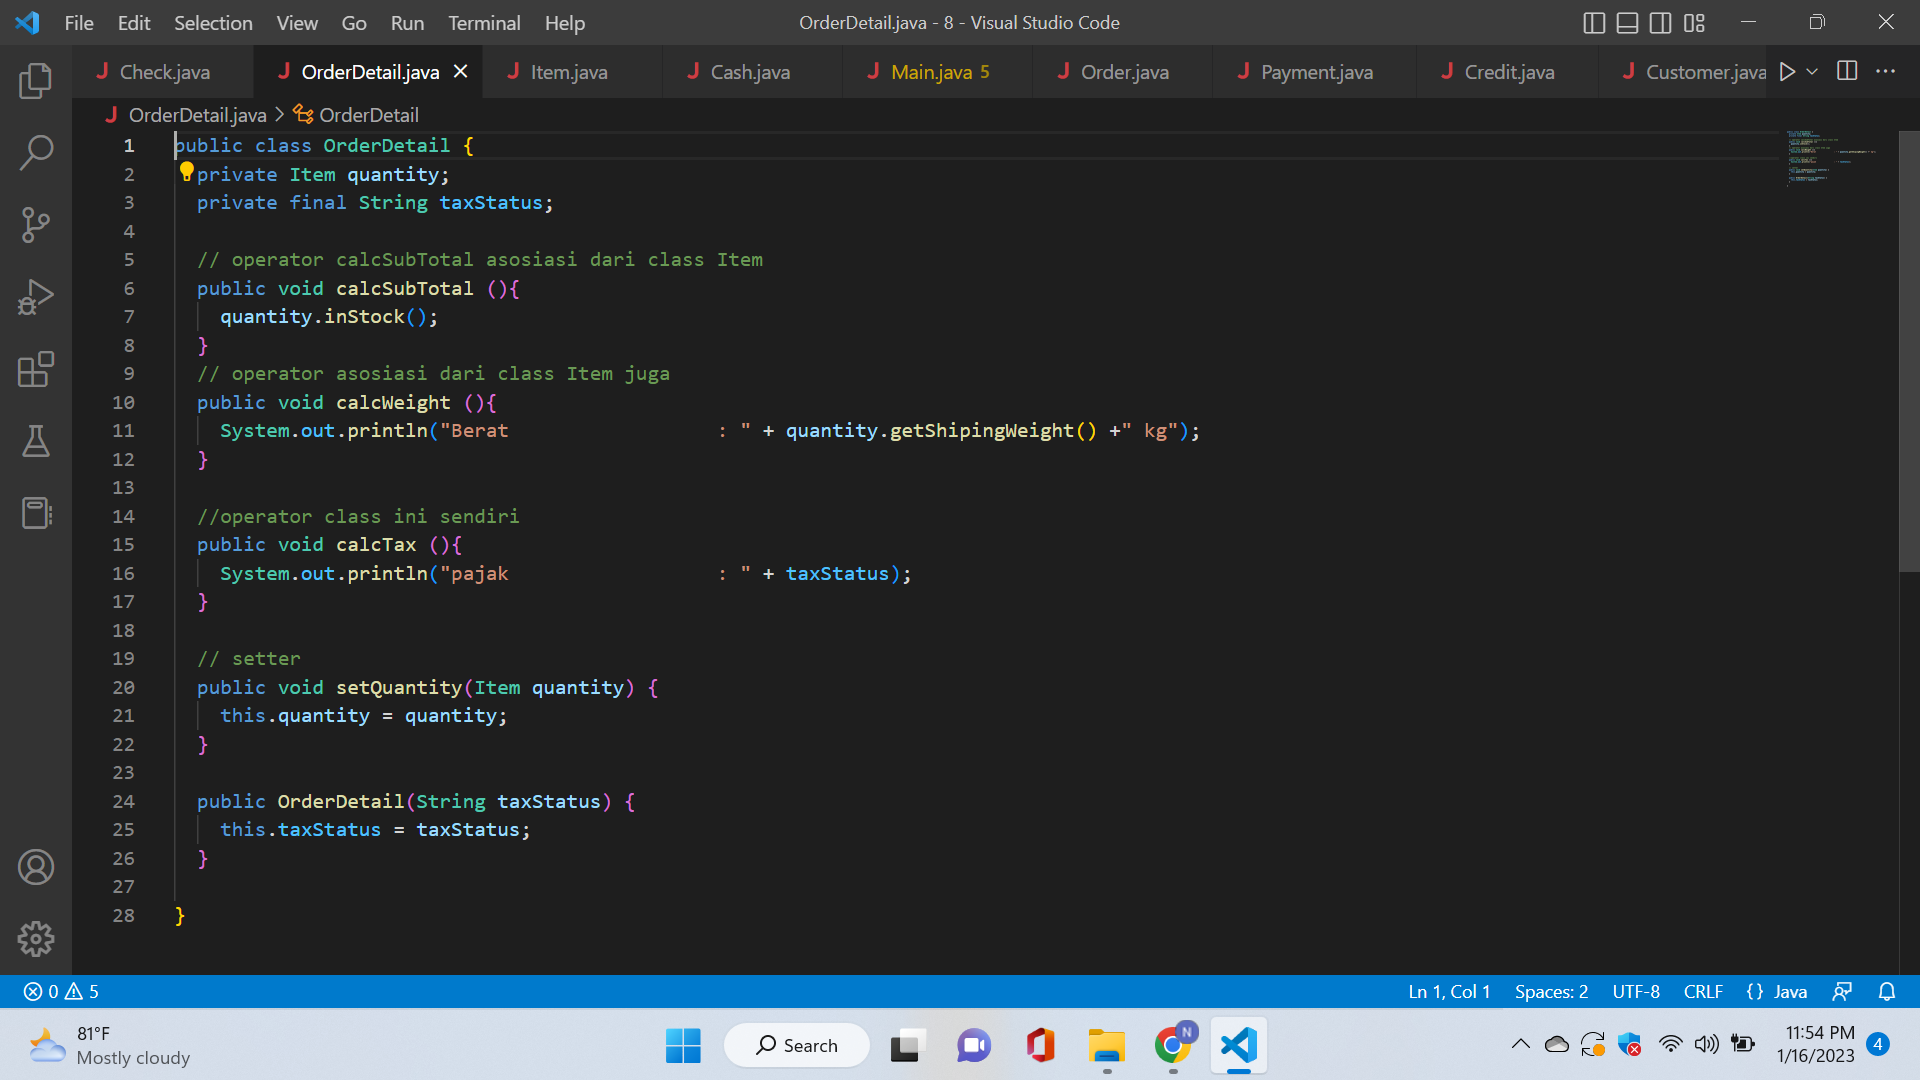 File Edit Selection View Go Run Terminal Help OrderDetail.java - 8 - Visual Studio Code
Check.java OrderDetail.java Item.java Cash.java Main.java 5 Order.java Payment.java Credit.java Customer.java
OrderDetail.java > OrderDetail
1 public class OrderDetail {
2 private Item quantity;
3 private final String taxStatus;
4
5 // operator calcSubTotal asosiasi dari class Item
6 public void calcSubTotal (){
7 quantity.inStock();
8 }
9 // operator asosiasi dari class Item juga
10 public void calcWeight (){
11 System.out.println("Berat                  : " + quantity.getShipingWeight() +" kg");
12 }
13
14 //operator class ini sendiri
15 public void calcTax (){
16 System.out.println("pajak                  : " + taxStatus);
17 }
18
19 // setter
20 public void setQuantity(Item quantity) {
21 this.quantity = quantity;
22 }
23
24 public OrderDetail(String taxStatus) {
25 this.taxStatus = taxStatus;
26 }
27
28 }
0 5 Ln 1, Col 1 Spaces: 2 UTF-8 CRLF {} Java
81°F
Mostly cloudy
Search
N
11:54 PM
1/16/2023
4